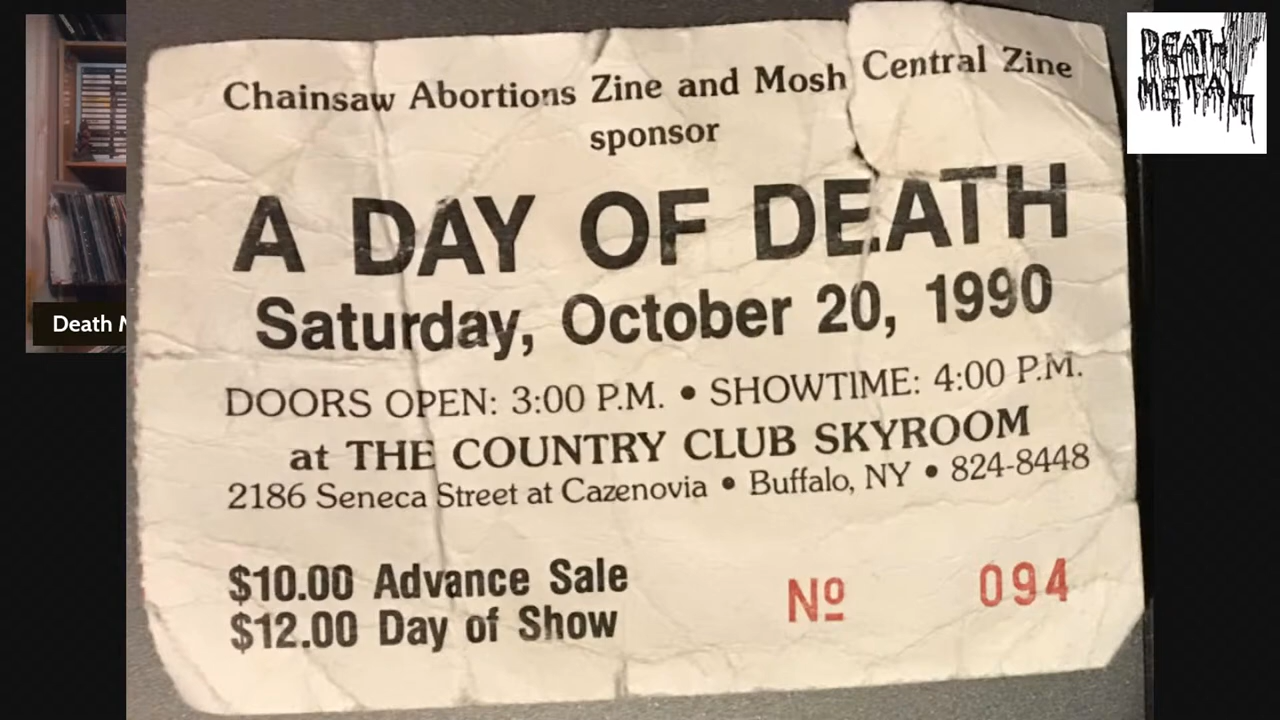 Chainsaw Abortions Zine and Mosh Central Zine
sponsor
A DAY OF DEATH
Saturday, October 20, 1990
DOORS OPEN: 3:00 P.M. • SHOWTIME: 4:00 P.M.
at THE COUNTRY CLUB SKYROOM
2186 Seneca Street at Cazenovia • Buffalo, NY • 824-8448
$10.00 Advance Sale
$12.00 Day of Show
Nº 094
DEATH
METAL
Death